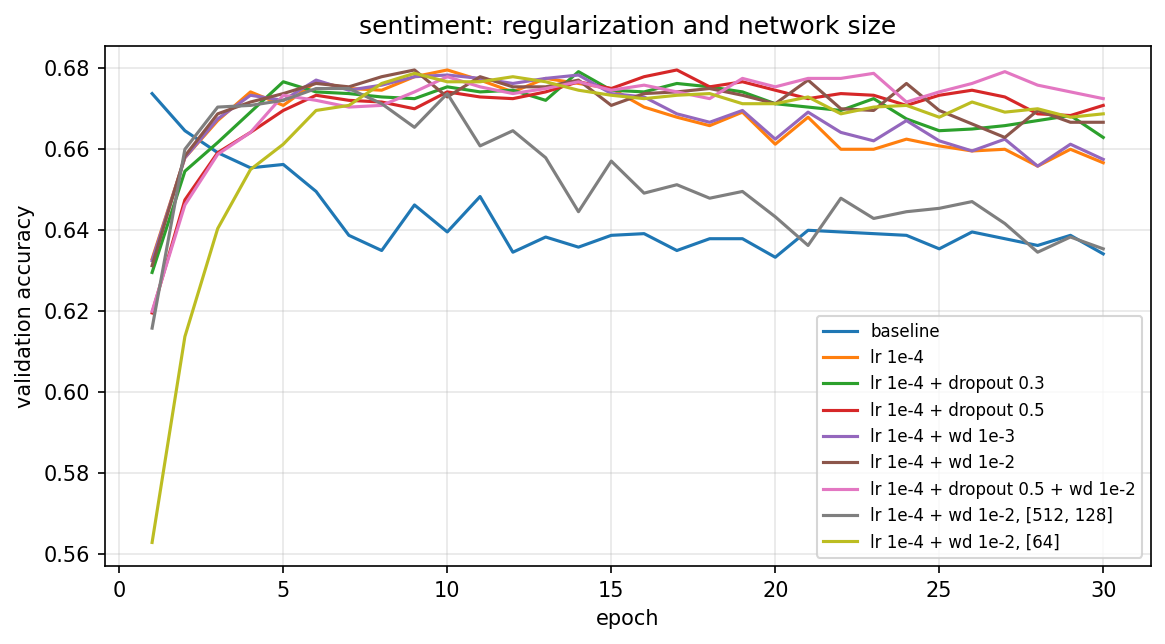 sentiment: regularization and network size
validation accuracy
0.68
0.66
0.64
0.62
0.60
0.58
0.56
0
5
10
15
20
25
30
epoch
baseline
lr 1e-4
lr 1e-4 + dropout 0.3
lr 1e-4 + dropout 0.5
lr 1e-4 + wd 1e-3
lr 1e-4 + wd 1e-2
lr 1e-4 + dropout 0.5 + wd 1e-2
lr 1e-4 + wd 1e-2, [512, 128]
lr 1e-4 + wd 1e-2, [64]